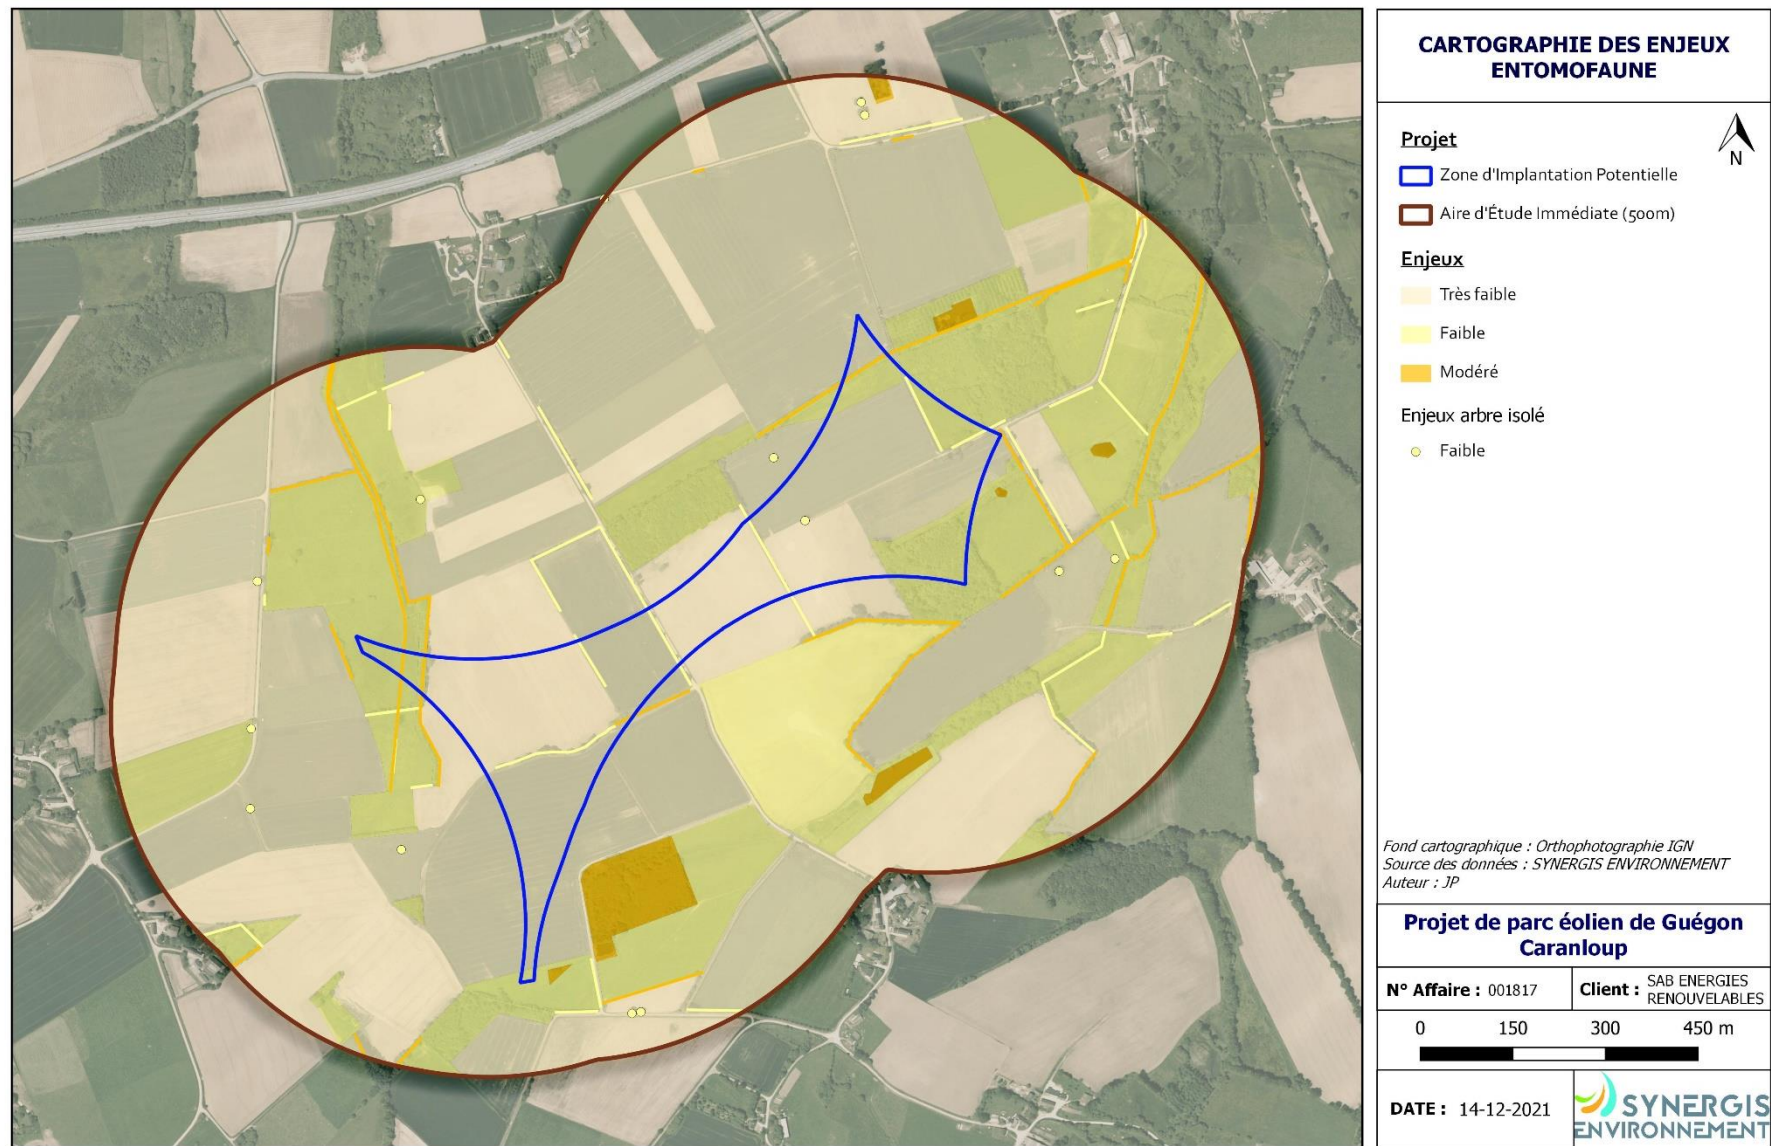 CARTOGRAPHIE DES ENJEUX
ENTOMOFAUNE
N
Projet
Zone d'Implantation Potentielle
Aire d'Étude Immédiate (500m)
Enjeux
Très faible
Faible
Modéré
Enjeux arbre isolé
Faible
Fond cartographique : Orthophotographie IGN
Source des données : SYNERGIS ENVIRONNEMENT
Auteur : JP
Projet de parc éolien de Guégon
Caranloup
N° Affaire : 001817
Client : SAB ENERGIES
RENOUVELABLES
0 150 300 450 m
DATE : 14-12-2021
SYNERGIS
ENVIRONNEMENT